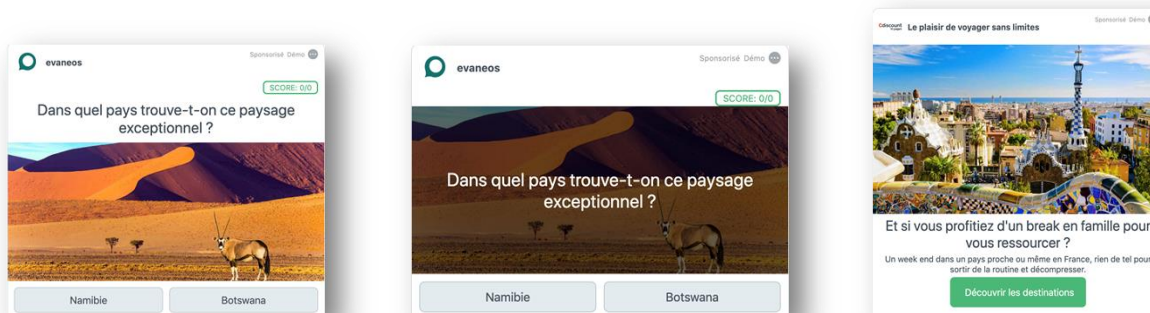 evaneos
Sponsorisé Démo
SCORE: 0/0
Dans quel pays trouve-t-on ce paysage
exceptionnel ?
Namibie
Botswana
evaneos
Sponsorisé Démo
SCORE: 0/0
Dans quel pays trouve-t-on ce paysage
exceptionnel ?
Namibie
Botswana
Cdiscount
Le plaisir de voyager sans limites
Sponsorisé Démo
Et si vous profitiez d'un break en famille pour
vous ressourcer ?
Un week end dans un pays proche ou même en France, rien de tel pour
sortir de la routine et décompresser.
Découvrir les destinations